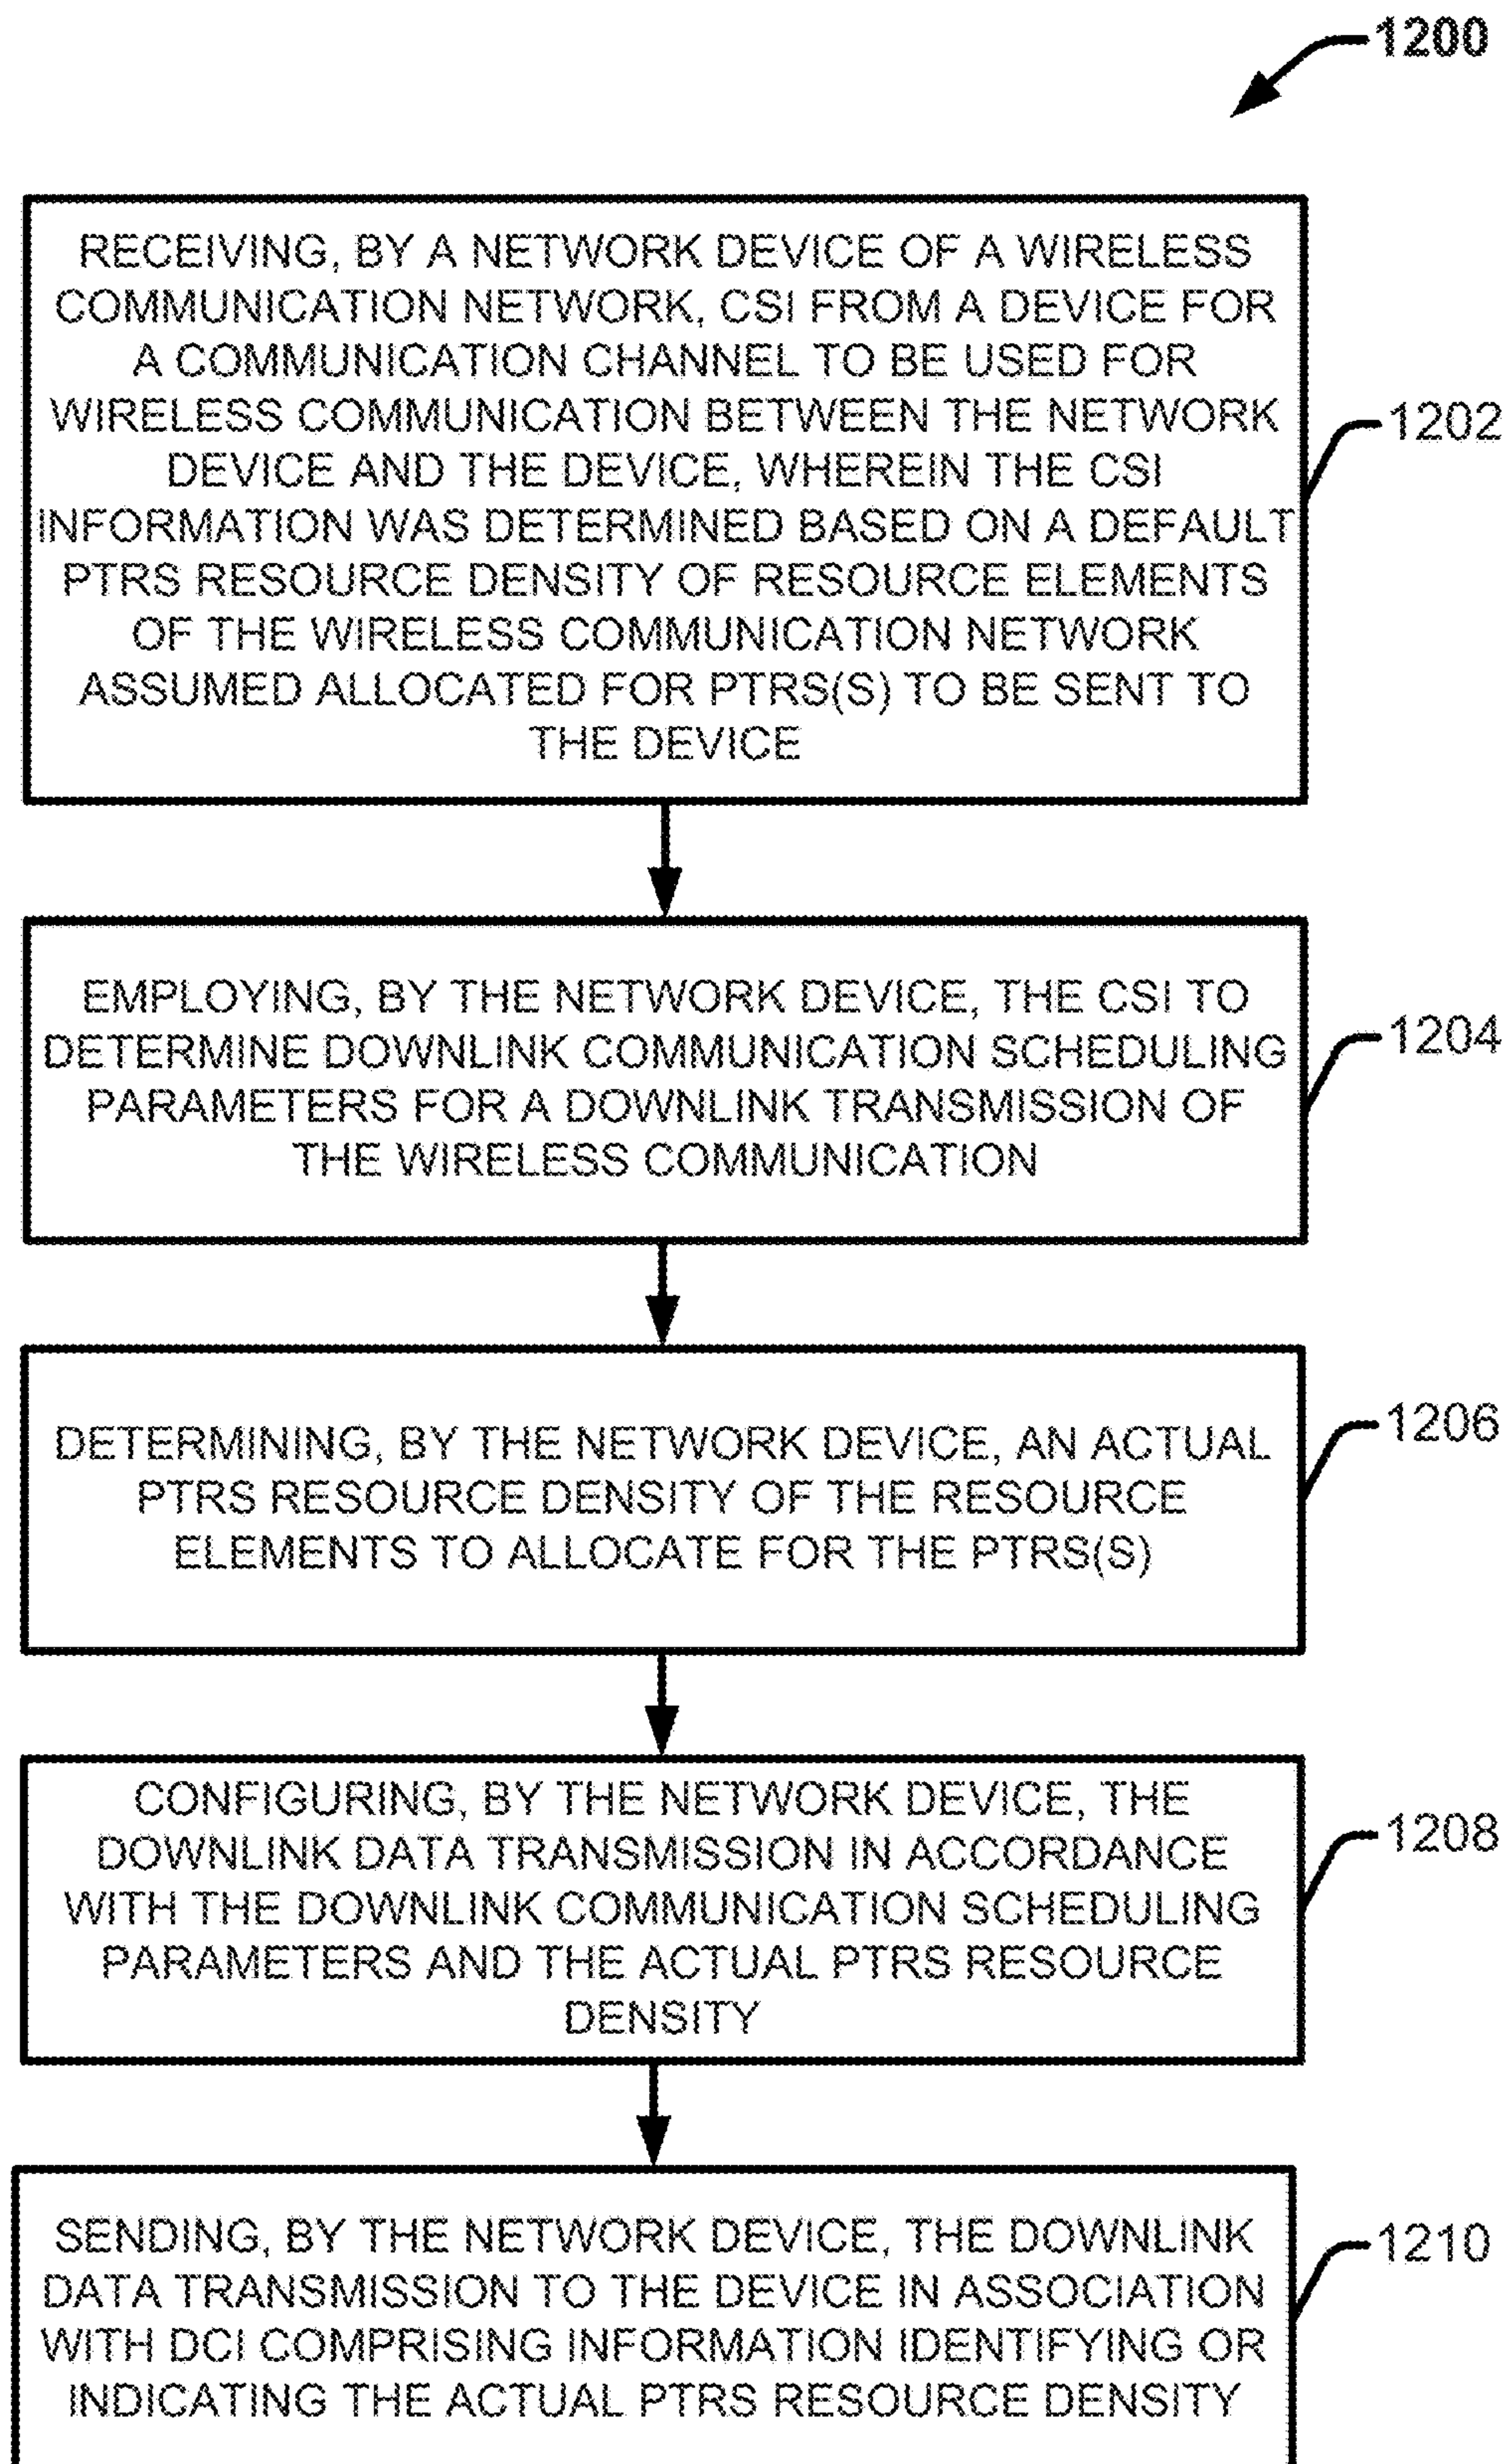 1200
RECEIVING, BY A NETWORK DEVICE OF A WIRELESS
COMMUNICATION NETWORK, CSI FROM A DEVICE FOR
A COMMUNICATION CHANNEL TO BE USED FOR
WIRELESS COMMUNICATION BETWEEN THE NETWORK
DEVICE AND THE DEVICE, WHEREIN THE CSI
INFORMATION WAS DETERMINED BASED ON A DEFAULT
PTRS RESOURCE DENSITY OF RESOURCE ELEMENTS
OF THE WIRELESS COMMUNICATION NETWORK
ASSUMED ALLOCATED FOR PTRS(S) TO BE SENT TO
THE DEVICE
1202
EMPLOYING, BY THE NETWORK DEVICE, THE CSI TO
DETERMINE DOWNLINK COMMUNICATION SCHEDULING
PARAMETERS FOR A DOWNLINK TRANSMISSION OF
THE WIRELESS COMMUNICATION
1204
DETERMINING, BY THE NETWORK DEVICE, AN ACTUAL
PTRS RESOURCE DENSITY OF THE RESOURCE
ELEMENTS TO ALLOCATE FOR THE PTRS(S)
1206
CONFIGURING, BY THE NETWORK DEVICE, THE
DOWNLINK DATA TRANSMISSION IN ACCORDANCE
WITH THE DOWNLINK COMMUNICATION SCHEDULING
PARAMETERS AND THE ACTUAL PTRS RESOURCE
DENSITY
1208
SENDING, BY THE NETWORK DEVICE, THE DOWNLINK
DATA TRANSMISSION TO THE DEVICE IN ASSOCIATION
WITH DCI COMPRISING INFORMATION IDENTIFYING OR
INDICATING THE ACTUAL PTRS RESOURCE DENSITY
1210